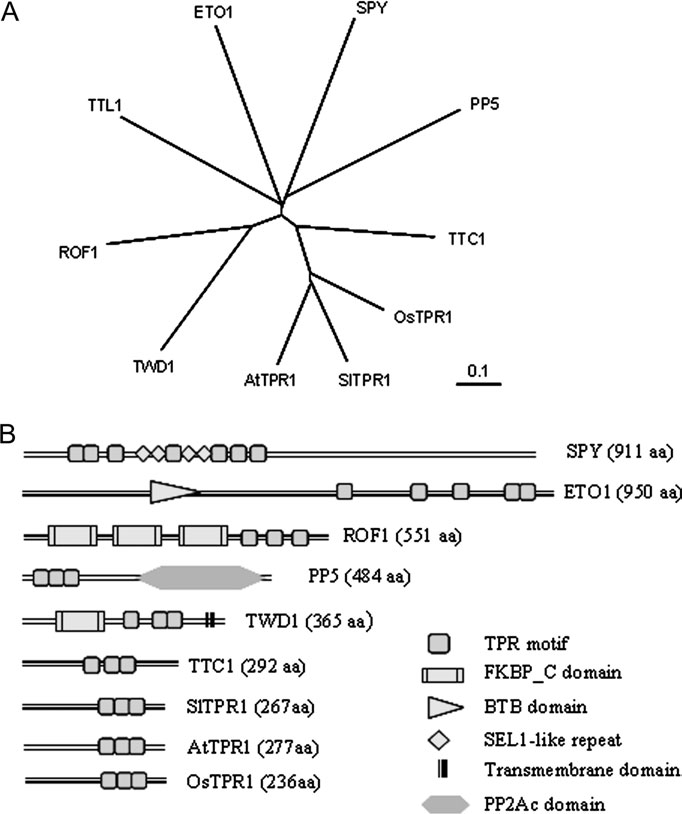 A
ETO1
SPY
TTL1
PP5
ROF1
TTC1
OsTPR1
TWD1
AtTPR1
SlTPR1
0.1
B
SPY (911 aa)
ETO1 (950 aa)
ROF1 (551 aa)
PP5 (484 aa)
TWD1 (365 aa)
TTC1 (292 aa)
SlTPR1 (267aa)
AtTPR1 (277aa)
OsTPR1 (236aa)
TPR motif
FKBP_C domain
BTB domain
SEL1-like repeat
Transmembrane domain
PP2Ac domain